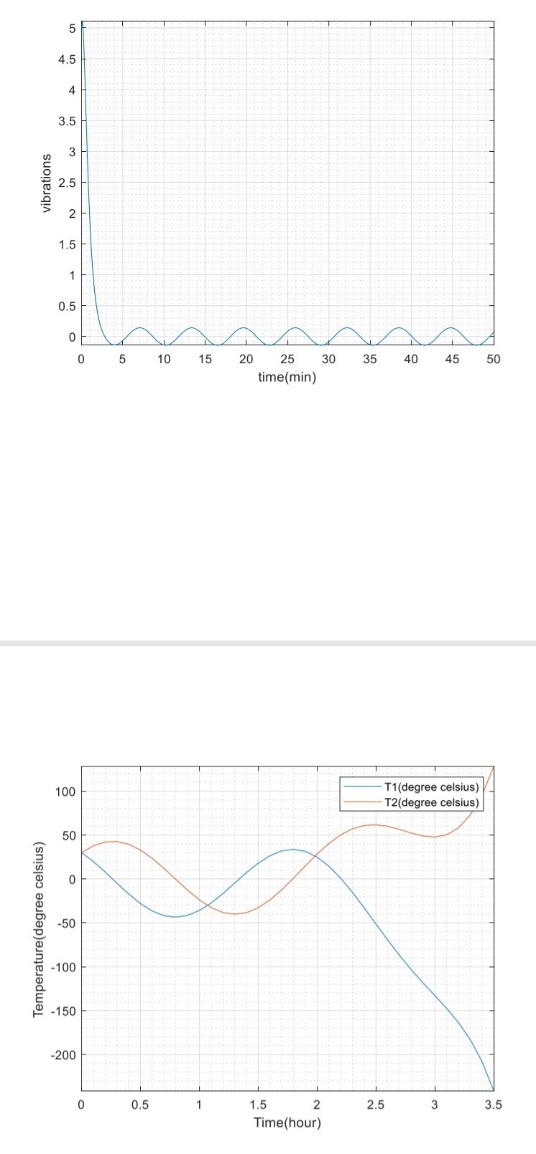 5
4.5
4
3.5
3
2.5
2
1.5
1
0.5
0
vibrations
0 5 10 15 20 25 30 35 40 45 50
time(min)
T1(degree celsius)
T2(degree celsius)
100
50
0
-50
-100
-150
-200
Temperature(degree celsius)
0 0.5 1 1.5 2 2.5 3 3.5
Time(hour)